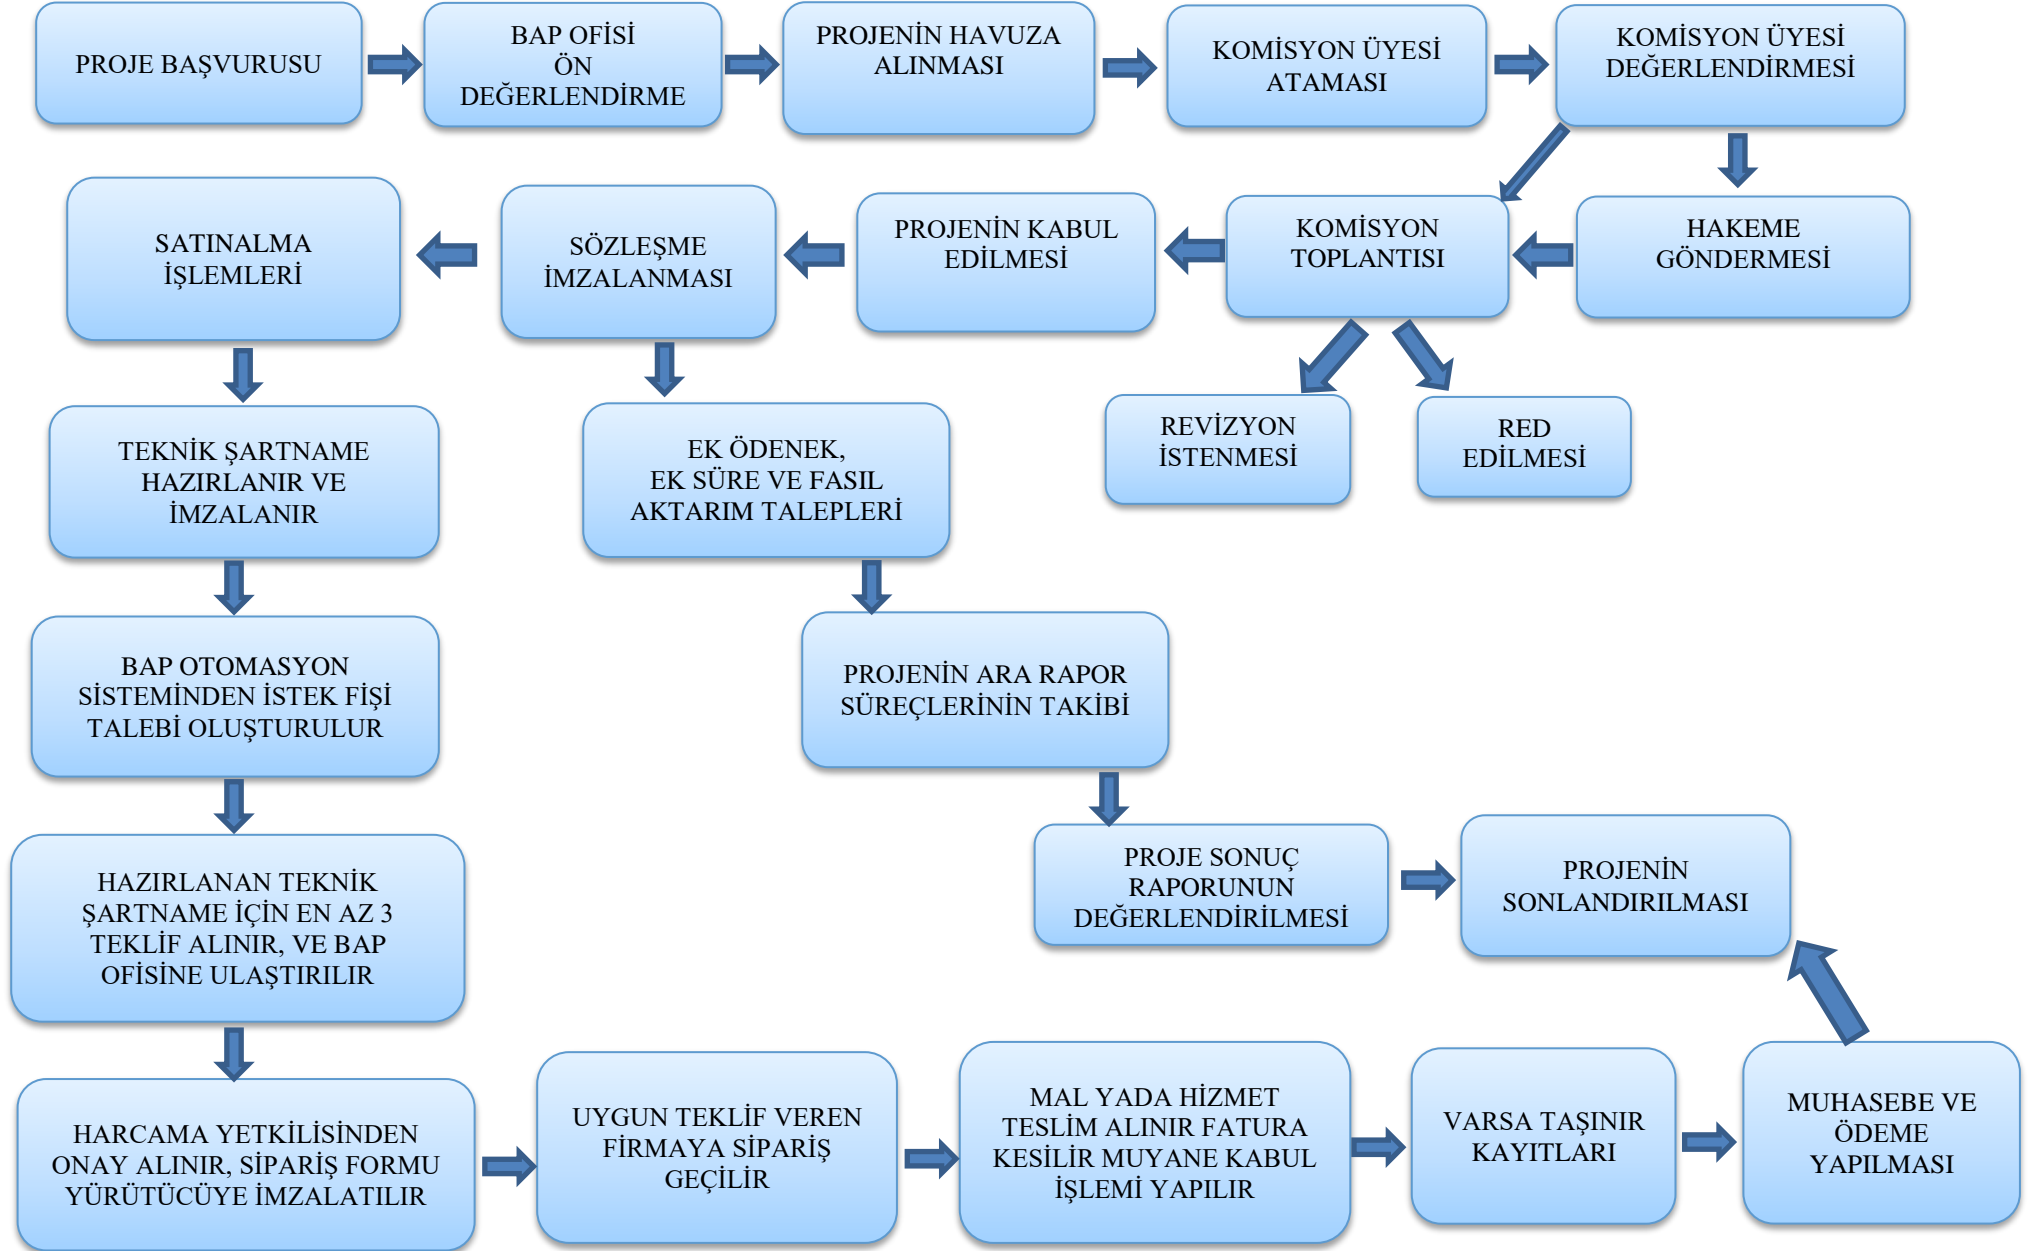 PROJE BAŞVURUSU
BAP OFİSİ
ÖN
DEĞERLENDİRME
PROJENİN HAVUZA
ALINMASI
KOMİSYON ÜYESİ
ATAMASI
KOMİSYON ÜYESİ
DEĞERLENDİRMESİ
HAKEME
GÖNDERMESİ
KOMİSYON
TOPLANTISI
PROJENİN KABUL
EDİLMESİ
SÖZLEŞME
İMZALANMASI
SATINALMA
İŞLEMLERİ
REVİZYON
İSTENMESİ
RED
EDİLMESİ
TEKNİK ŞARTNAME
HAZIRLANIR VE
İMZALANIR
EK ÖDENEK,
EK SÜRE VE FASIL
AKTARIM TALEPLERİ
BAP OTOMASYON
SİSTEMİNDEN İSTEK FİŞİ
TALEBİ OLUŞTURULUR
PROJENİN ARA RAPOR
SÜREÇLERİNİN TAKİBİ
HAZIRLANAN TEKNİK
ŞARTNAME İÇİN EN AZ 3
TEKLİF ALINIR, VE BAP
OFİSİNE ULAŞTIRILIR
PROJE SONUÇ
RAPORUNUN
DEĞERLENDİRİLMESİ
PROJENİN
SONLANDIRILMASI
HARCAMA YETKİLİSİNDEN
ONAY ALINIR, SİPARİŞ FORMU
YÜRÜTÜCÜYE İMZALATILIR
UYGUN TEKLİF VEREN
FİRMAYA SİPARİŞ
GEÇİLİR
MAL YADA HİZMET
TESLİM ALINIR FATURA
KESİLİR MUYANE KABUL
İŞLEMİ YAPILIR
VARSA TAŞINIR
KAYITLARI
MUHASEBE VE
ÖDEME
YAPILMASI